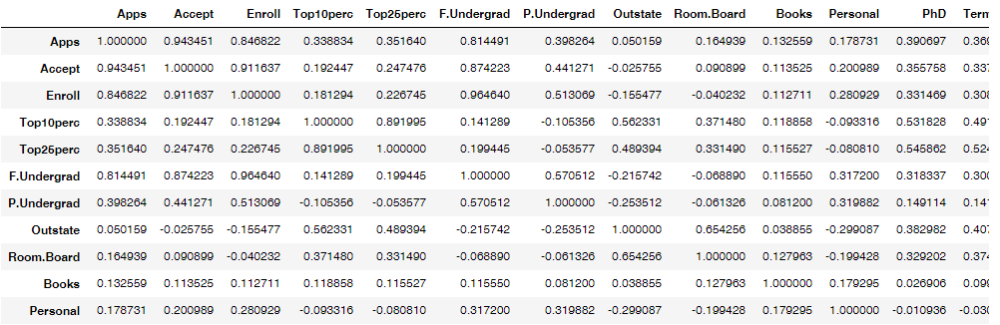 Apps Accept Enroll Top10perc Top25perc F.Undergrad P.Undergrad Outstate Room.Board Books Personal PhD
Apps 1.000000 0.943451 0.846822 0.338834 0.351640 0.814491 0.398264 0.050159 0.164939 0.132559 0.178731 0.390697
Accept 0.943451 1.000000 0.911637 0.192447 0.247476 0.874223 0.441271 -0.025755 0.090899 0.113525 0.200989 0.355758
Enroll 0.846822 0.911637 1.000000 0.181294 0.226745 0.964640 0.513069 -0.155477 -0.040232 0.112711 0.280929 0.331469
Top10perc 0.338834 0.192447 0.181294 1.000000 0.891995 0.141289 -0.105356 0.562331 0.371480 0.118858 -0.093316 0.531828
Top25perc 0.351640 0.247476 0.226745 0.891995 1.000000 0.199445 -0.053577 0.489394 0.331490 0.115527 -0.080810 0.545862
F.Undergrad 0.814491 0.874223 0.964640 0.141289 0.199445 1.000000 0.570512 -0.215742 -0.068890 0.115550 0.317200 0.318337
P.Undergrad 0.398264 0.441271 0.513069 -0.105356 -0.053577 0.570512 1.000000 -0.253512 -0.061326 0.081200 0.319882 0.149114
Outstate 0.050159 -0.025755 -0.155477 0.562331 0.489394 -0.215742 -0.253512 1.000000 0.654256 0.038855 -0.299087 0.382982
Room.Board 0.164939 0.090899 -0.040232 0.371480 0.331490 -0.068890 -0.061326 0.654256 1.000000 0.127963 -0.199428 0.329202
Books 0.132559 0.113525 0.112711 0.118858 0.115527 0.115550 0.081200 0.038855 0.127963 1.000000 0.179295 0.026906
Personal 0.178731 0.200989 0.280929 -0.093316 -0.080810 0.317200 0.319882 -0.299087 -0.199428 0.179295 1.000000 -0.010936